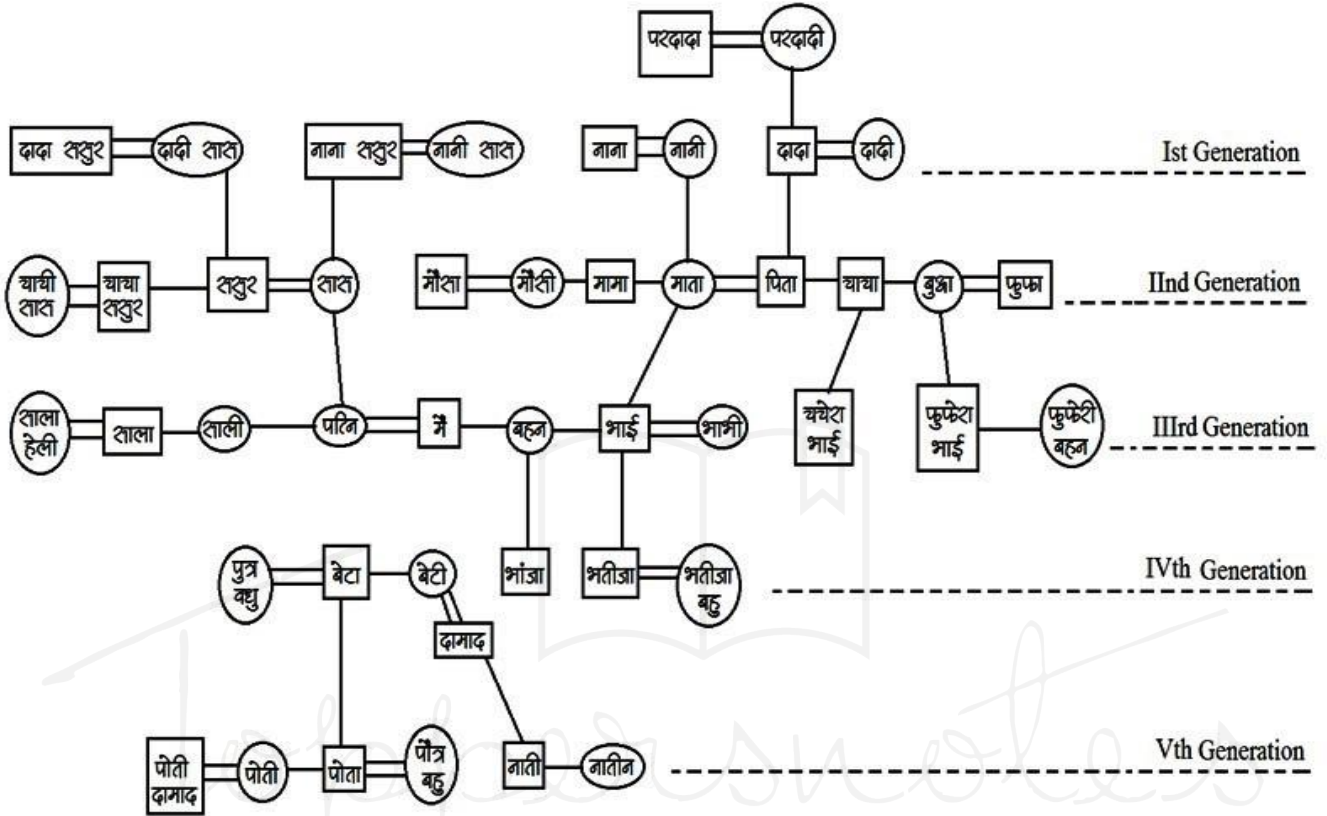 परदादा परदादी
दादा ससुर दादी सास नाना ससुर नानी सास नाना नानी दादा दादी Ist Generation
चाची सास चाचा ससुर ससुर सास मौसा मौसी मामा माता पिता चाचा बुआ फुफा IInd Generation
साला हेली साला साली पत्नि मैं बहन भाई भाभी चचेरा भाई फुफेरा भाई फुफेरी बहन IIIrd Generation
पुत्र वधु बेटा बेटी भांजा भतीजा भतीजा बहु IVth Generation
दामाद
पोती दामाद पोती पोता पौत्र बहु नाती नातीन Vth Generation
Toppersnotes